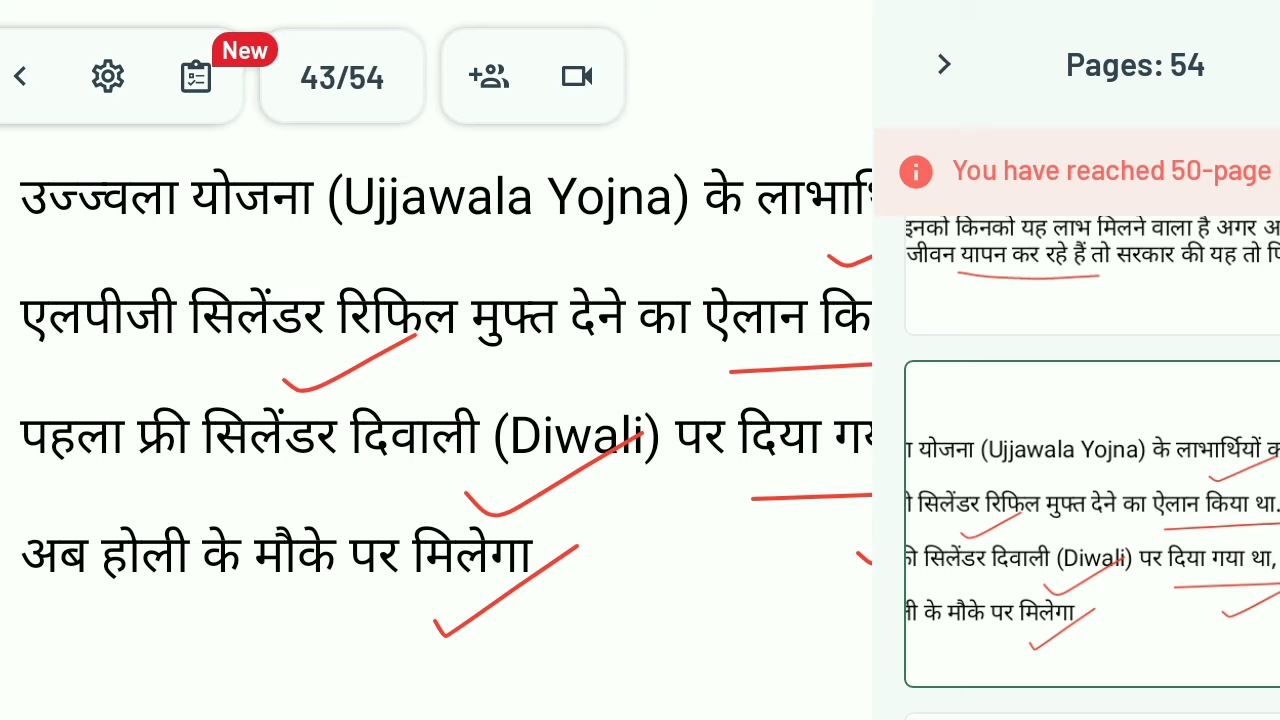 New
43/54
Pages: 54
You have reached 50-page
उज्ज्वला योजना (Ujjawala Yojna) के
एलपीजी सिलेंडर रिफिल मुफ्त देने का ऐलान
पहला फ्री सिलेंडर दिवाली (Diwali) पर दिया
अब होली के मौके पर मिलेगा
इनको किनको यह लाभ मिलने वाला है अगर
जीवन यापन कर रहे हैं तो सरकार की यह तो
योजना (Ujjawala Yojna) के लाभार्थियों
सिलेंडर रिफिल मुफ्त देने का ऐलान किया था.
सिलेंडर दिवाली (Diwali) पर दिया गया था,
के मौके पर मिलेगा